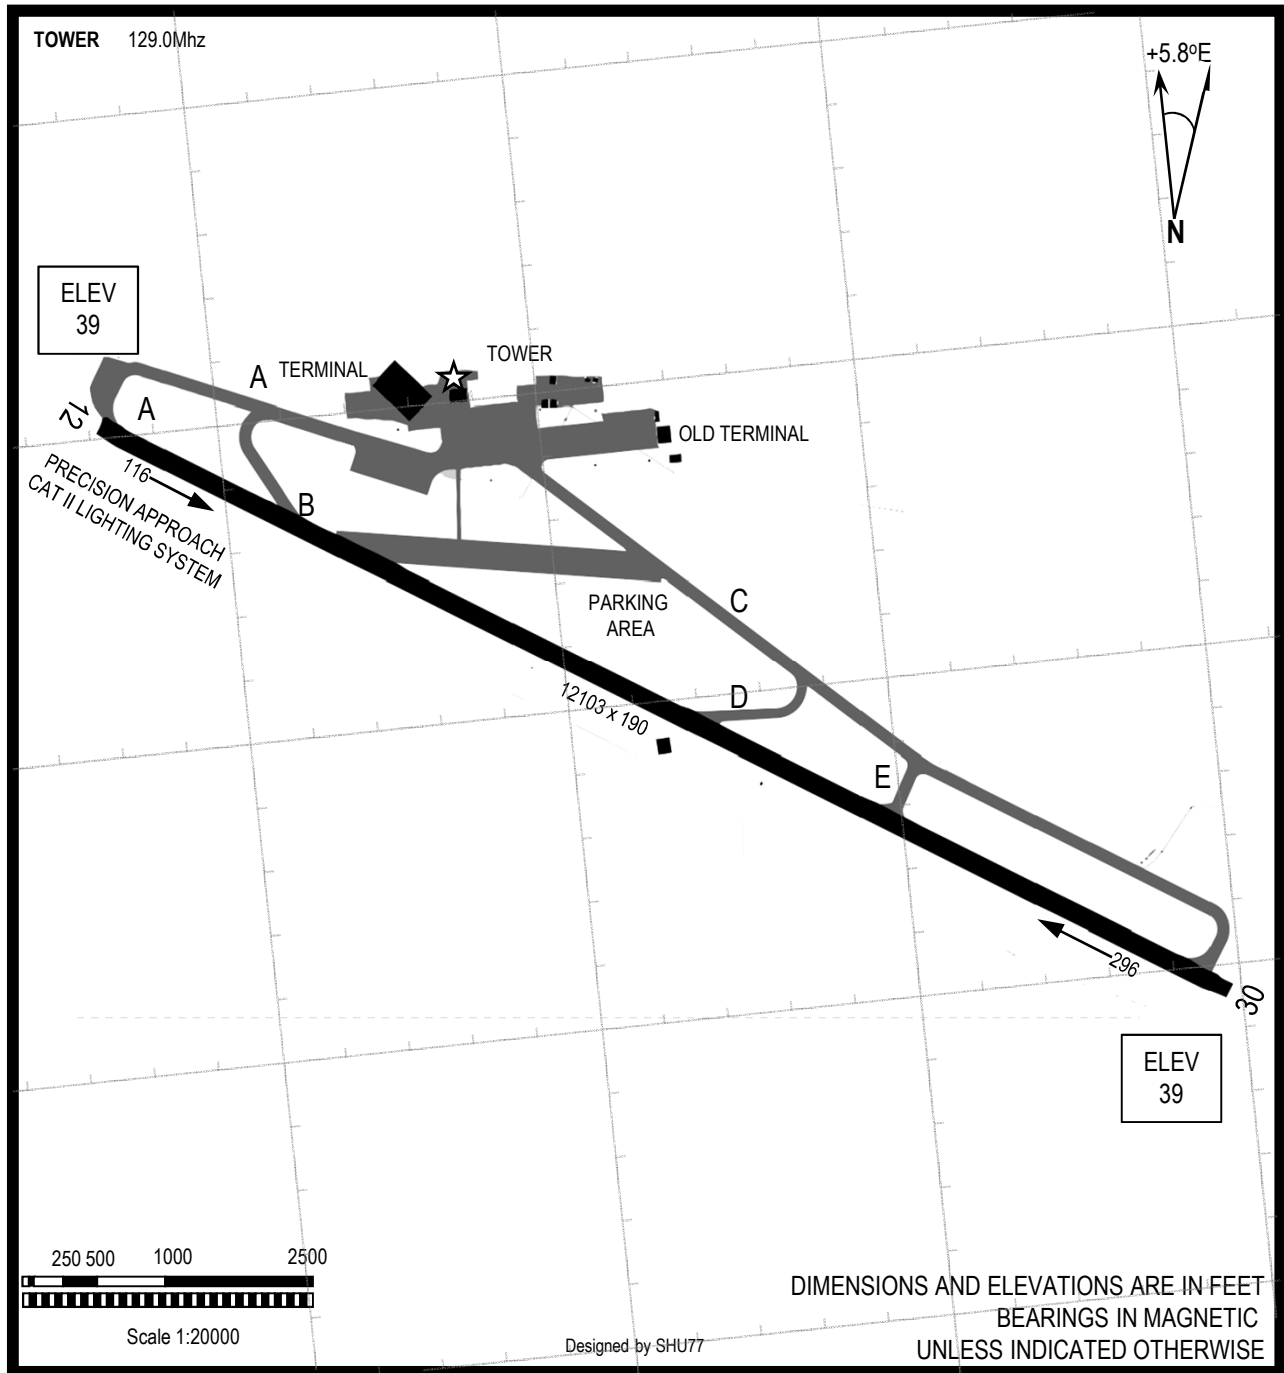 TOWER 129.0Mhz
+5.8ºE
N
ELEV
39
TOWER
TERMINAL
A
A
12
OLD TERMINAL
116
PRECISION APPROACH
CAT II LIGHTING SYSTEM
B
PARKING
AREA
C
D
12103 x 190
E
296
30
ELEV
39
250 500 1000 2500
Scale 1:20000
Designed by SHU77
DIMENSIONS AND ELEVATIONS ARE IN FEET
BEARINGS IN MAGNETIC
UNLESS INDICATED OTHERWISE